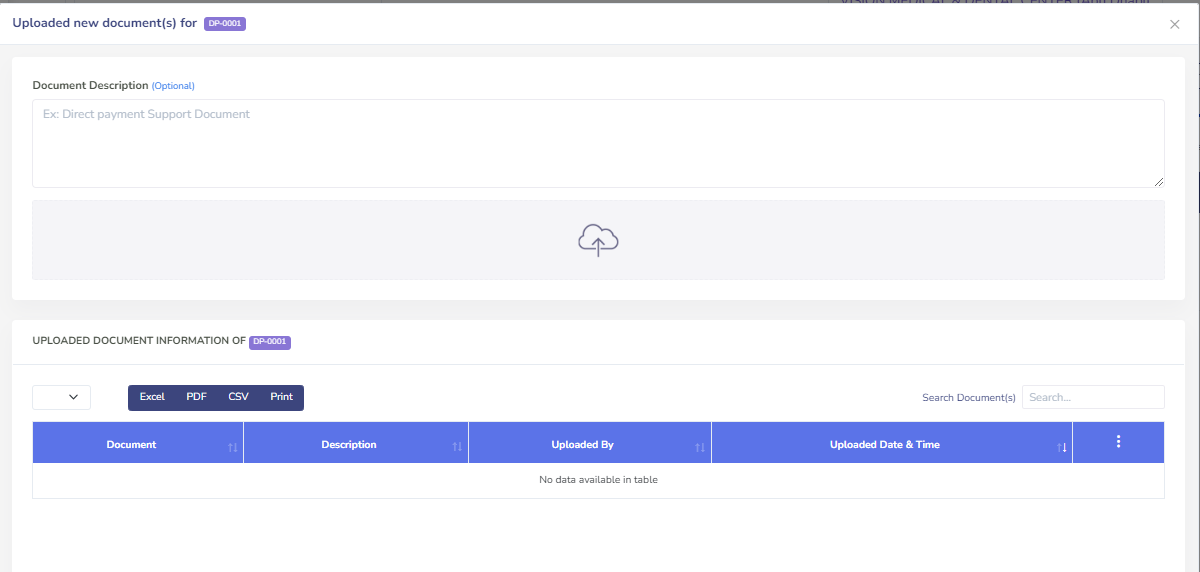 Uploaded new document(s) for DP-0001
Document Description (Optional)
Ex: Direct payment Support Document
UPLOADED DOCUMENT INFORMATION OF DP-0001
Excel PDF CSV Print Search Document(s) Search...
Document Description Uploaded By Uploaded Date & Time
No data available in table